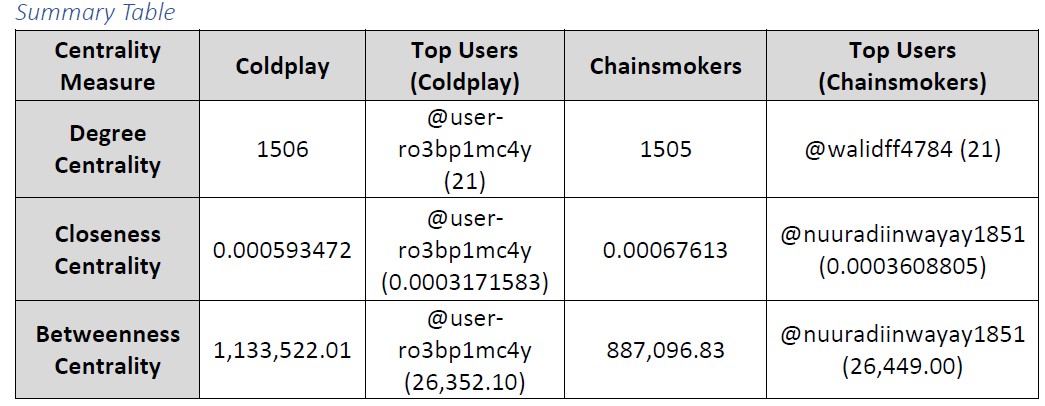 Summary Table
Centrality Measure | Coldplay | Top Users (Coldplay) | Chainsmokers | Top Users (Chainsmokers)
Degree Centrality | 1506 | @user-ro3bp1mc4y (21) | 1505 | @walidff4784 (21)
Closeness Centrality | 0.000593472 | @user-ro3bp1mc4y (0.0003171583) | 0.00067613 | @nuuradiinwayay1851 (0.0003608805)
Betweenness Centrality | 1,133,522.01 | @user-ro3bp1mc4y (26,352.10) | 887,096.83 | @nuuradiinwayay1851 (26,449.00)